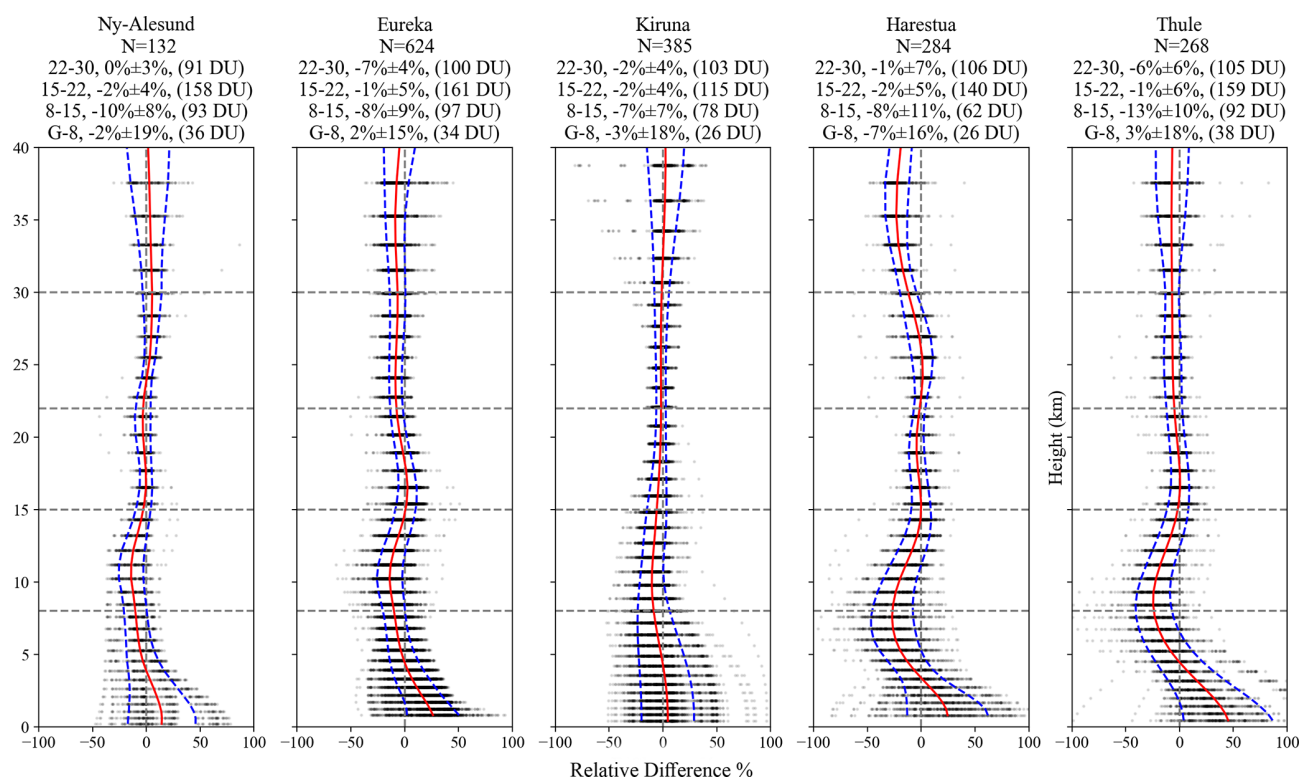 Ny-Alesund
N=132
22-30, 0%±3%, (91 DU)
15-22, -2%±4%, (158 DU)
8-15, -10%±8%, (93 DU)
G-8, -2%±19%, (36 DU)
Eureka
N=624
22-30, -7%±4%, (100 DU)
15-22, -1%±5%, (161 DU)
8-15, -8%±9%, (97 DU)
G-8, 2%±15%, (34 DU)
Kiruna
N=385
22-30, -2%±4%, (103 DU)
15-22, -2%±4%, (115 DU)
8-15, -7%±7%, (78 DU)
G-8, -3%±18%, (26 DU)
Harestua
N=284
22-30, -1%±7%, (106 DU)
15-22, -2%±5%, (140 DU)
8-15, -8%±11%, (62 DU)
G-8, -7%±16%, (26 DU)
Thule
N=268
22-30, -6%±6%, (105 DU)
15-22, -1%±6%, (159 DU)
8-15, -13%±10%, (92 DU)
G-8, 3%±18%, (38 DU)
40
35
30
25
20
15
10
5
0
Height (km)
−100 −50 0 50 100
−100 −50 0 50 100
−100 −50 0 50 100
−100 −50 0 50 100
−100 −50 0 50 100
Relative Difference %